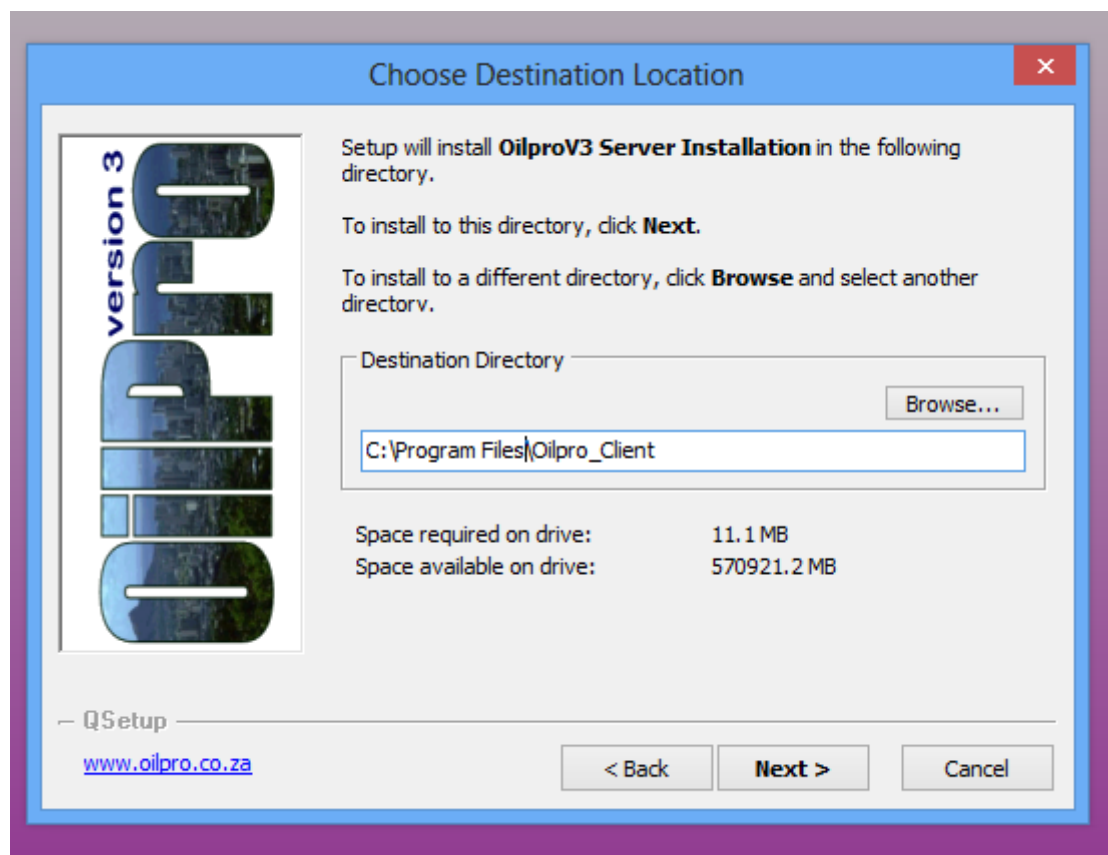 Choose Destination Location
version 3
OilPro
Setup will install OilproV3 Server Installation in the following
directory.
To install to this directory, click Next.
To install to a different directory, click Browse and select another
directory.
Destination Directory
Browse...
C:\Program Files\Oilpro_Client
Space required on drive: 11.1 MB
Space available on drive: 570921.2 MB
QSetup
www.oilpro.co.za
< Back Next > Cancel